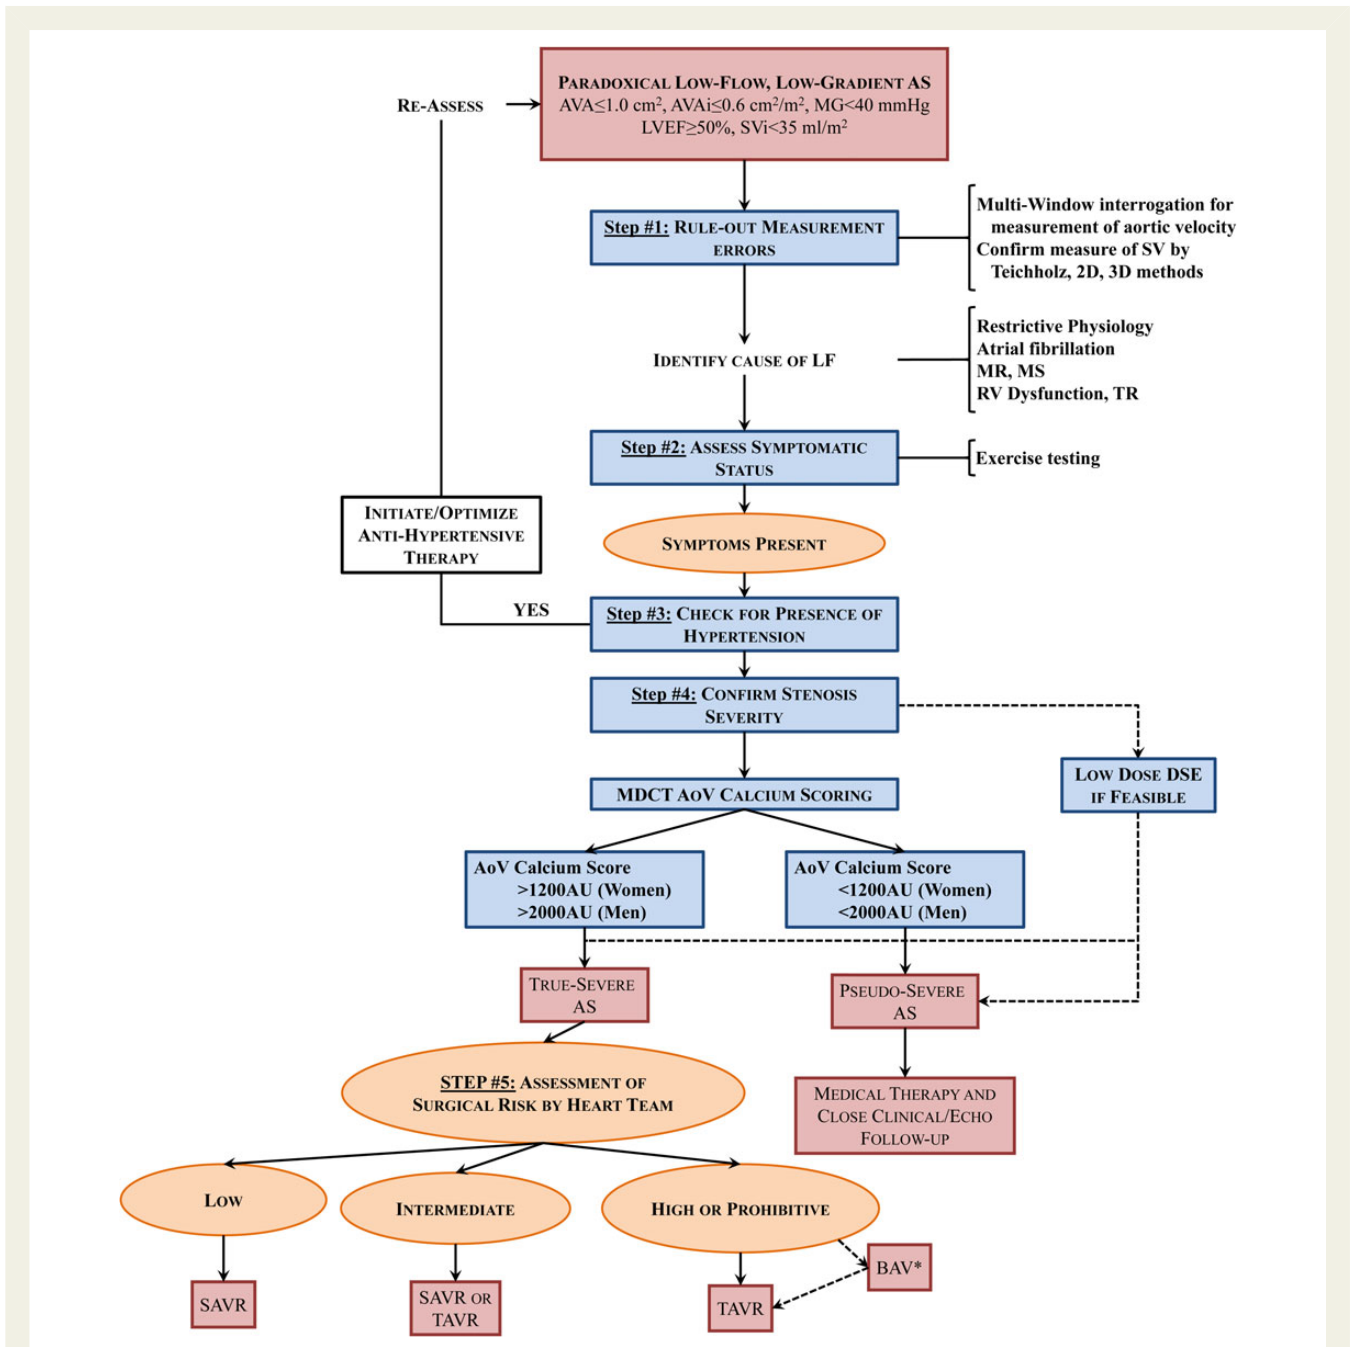 PARADOXICAL LOW-FLOW, LOW-GRADIENT AS
AVA≤1.0 cm², AVAi≤0.6 cm²/m², MG<40 mmHg
LVEF≥50%, SVi<35 ml/m²
RE-ASSESS
Step #1: RULE-OUT MEASUREMENT
ERRORS
Multi-Window interrogation for
measurement of aortic velocity
Confirm measure of SV by
Teichholz, 2D, 3D methods
IDENTIFY CAUSE OF LF
Restrictive Physiology
Atrial fibrillation
MR, MS
RV Dysfunction, TR
Step #2: ASSESS SYMPTOMATIC
STATUS
Exercise testing
SYMPTOMS PRESENT
INITIATE/OPTIMIZE
ANTI-HYPERTENSIVE
THERAPY
YES
Step #3: CHECK FOR PRESENCE OF
HYPERTENSION
Step #4: CONFIRM STENOSIS
SEVERITY
LOW DOSE DSE
IF FEASIBLE
MDCT AOV CALCIUM SCORING
AoV Calcium Score
>1200AU (Women)
>2000AU (Men)
AoV Calcium Score
<1200AU (Women)
<2000AU (Men)
TRUE-SEVERE
AS
PSEUDO-SEVERE
AS
STEP #5: ASSESSMENT OF
SURGICAL RISK BY HEART TEAM
MEDICAL THERAPY AND
CLOSE CLINICAL/ECHO
FOLLOW-UP
LOW
INTERMEDIATE
HIGH OR PROHIBITIVE
SAVR
SAVR OR
TAVR
TAVR
BAV*